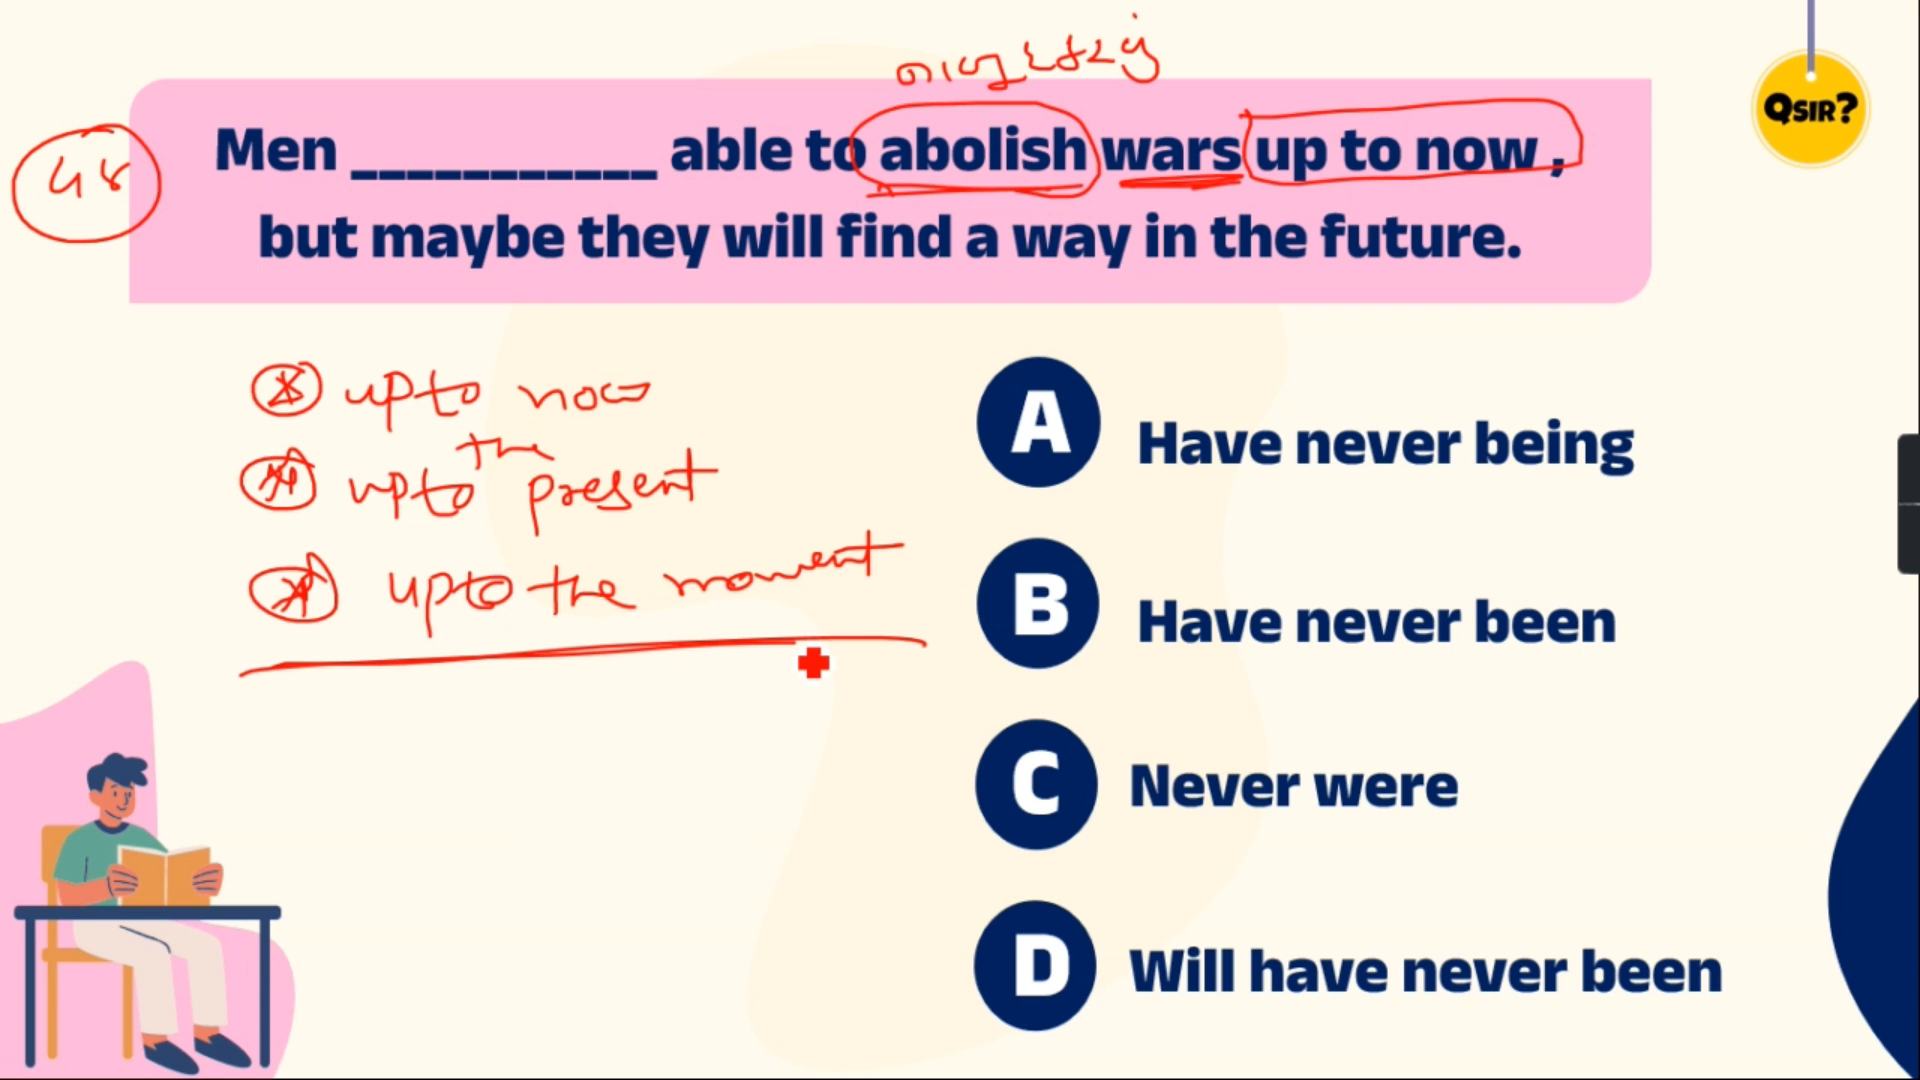 QSIR?
48
Men ___________ able to abolish wars up to now ,
but maybe they will find a way in the future.
up to now
up to the present
up to the moment
A Have never being
B Have never been
C Never were
D Will have never been